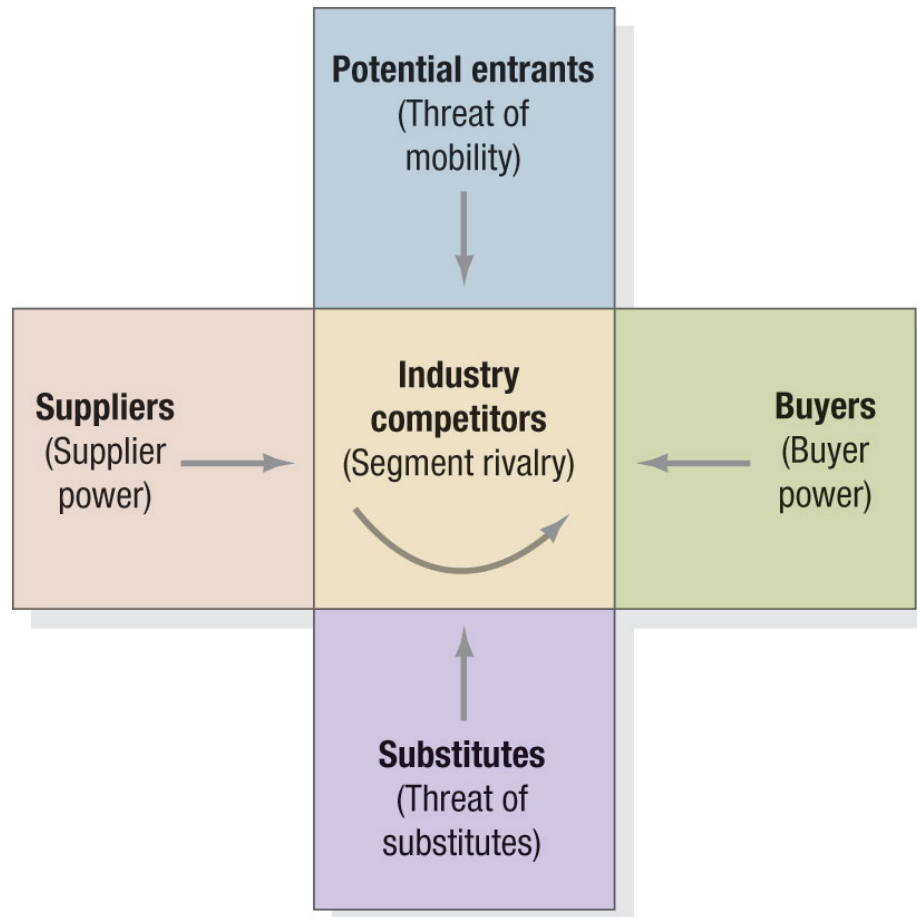 Potential entrants
(Threat of
mobility)
Suppliers
(Supplier
power)
Industry
competitors
(Segment rivalry)
Buyers
(Buyer
power)
Substitutes
(Threat of
substitutes)